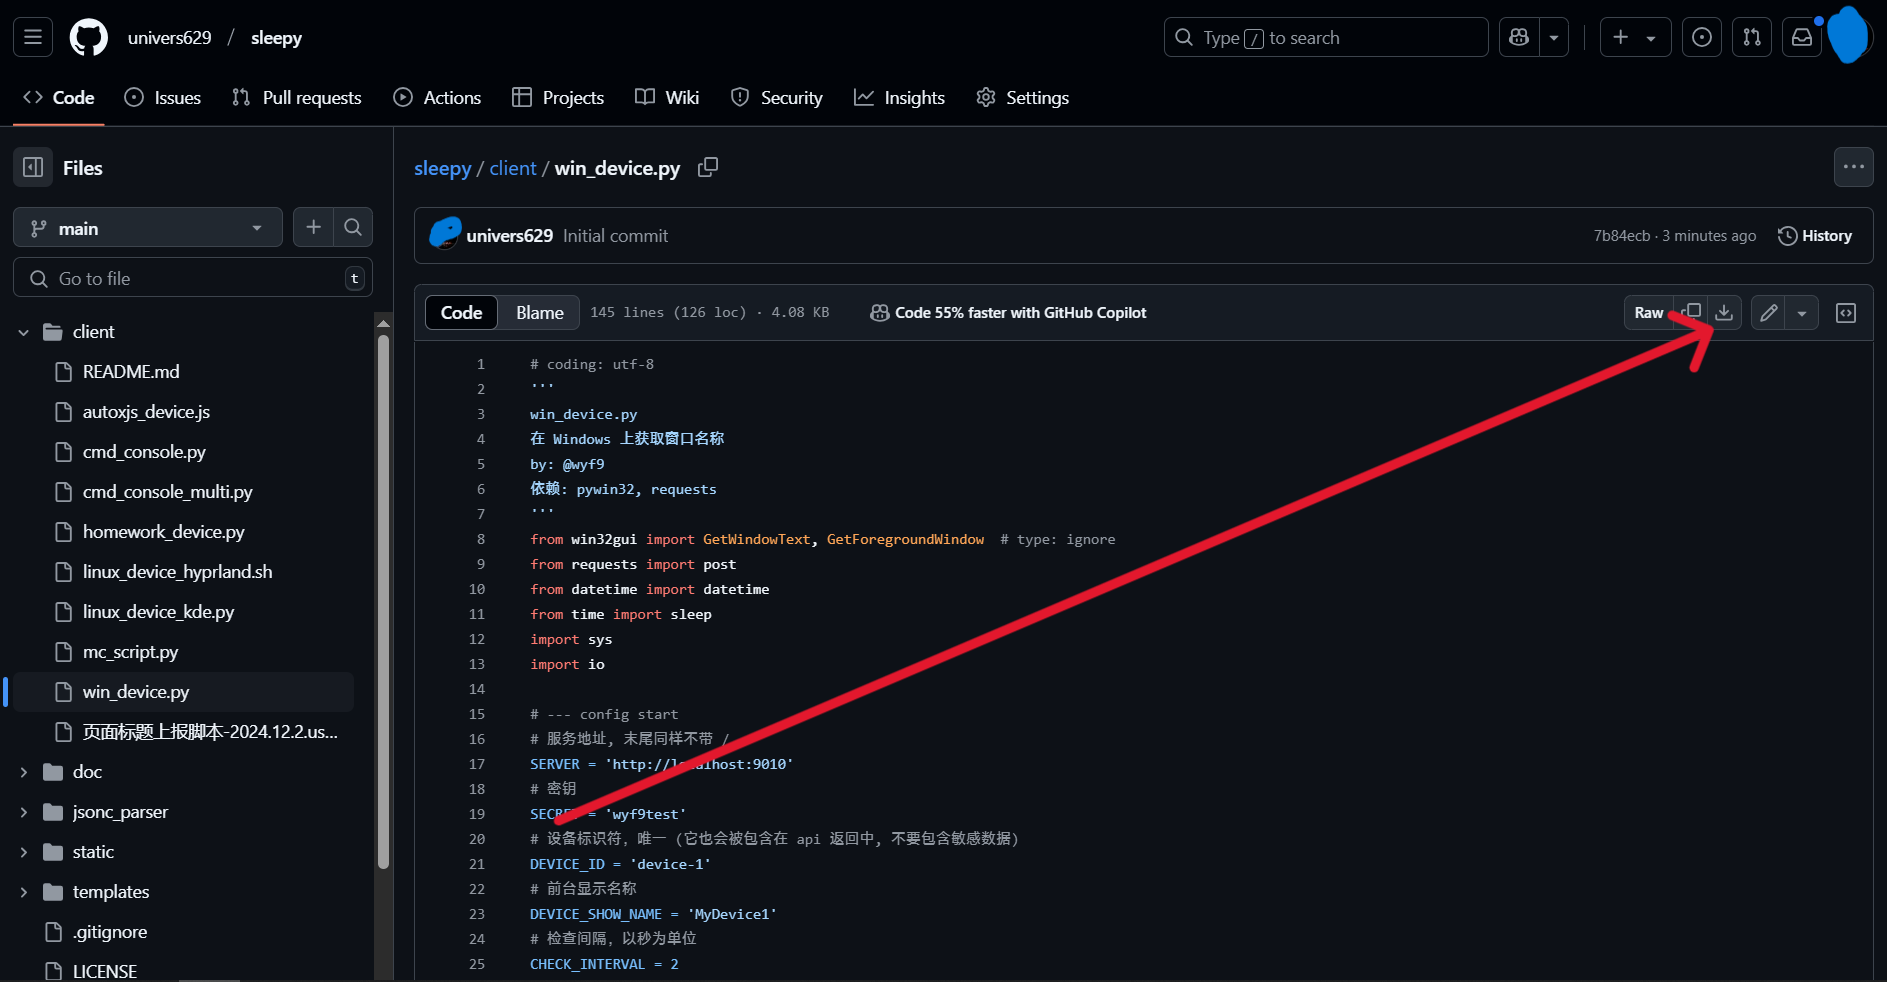 univers629 / sleepy
Type / to search
Code
Issues
Pull requests
Actions
Projects
Wiki
Security
Insights
Settings
Files
main
Go to file
t
client
README.md
autoxjs_device.js
cmd_console.py
cmd_console_multi.py
homework_device.py
linux_device_hyprland.sh
linux_device_kde.py
mc_script.py
win_device.py
页面标题上报脚本-2024.12.2.us...
doc
jsonc_parser
static
templates
.gitignore
LICENSE
sleepy / client / win_device.py
univers629 Initial commit
7b84ecb · 3 minutes ago
History
Code
Blame
145 lines (126 loc) · 4.08 KB
Code 55% faster with GitHub Copilot
Raw
1 # coding: utf-8
2 '''
3 win_device.py
4 在 Windows 上获取窗口名称
5 by: @wyf9
6 依赖: pywin32, requests
7 '''
8 from win32gui import GetWindowText, GetForegroundWindow # type: ignore
9 from requests import post
10 from datetime import datetime
11 from time import sleep
12 import sys
13 import io
14
15 # --- config start
16 # 服务地址, 末尾同样不带 /
17 SERVER = 'http://localhost:9010'
18 # 密钥
19 SECRET = 'wyf9test'
20 # 设备标识符，唯一 (它也会被包含在 api 返回中, 不要包含敏感数据)
21 DEVICE_ID = 'device-1'
22 # 前台显示名称
23 DEVICE_SHOW_NAME = 'MyDevice1'
24 # 检查间隔，以秒为单位
25 CHECK_INTERVAL = 2